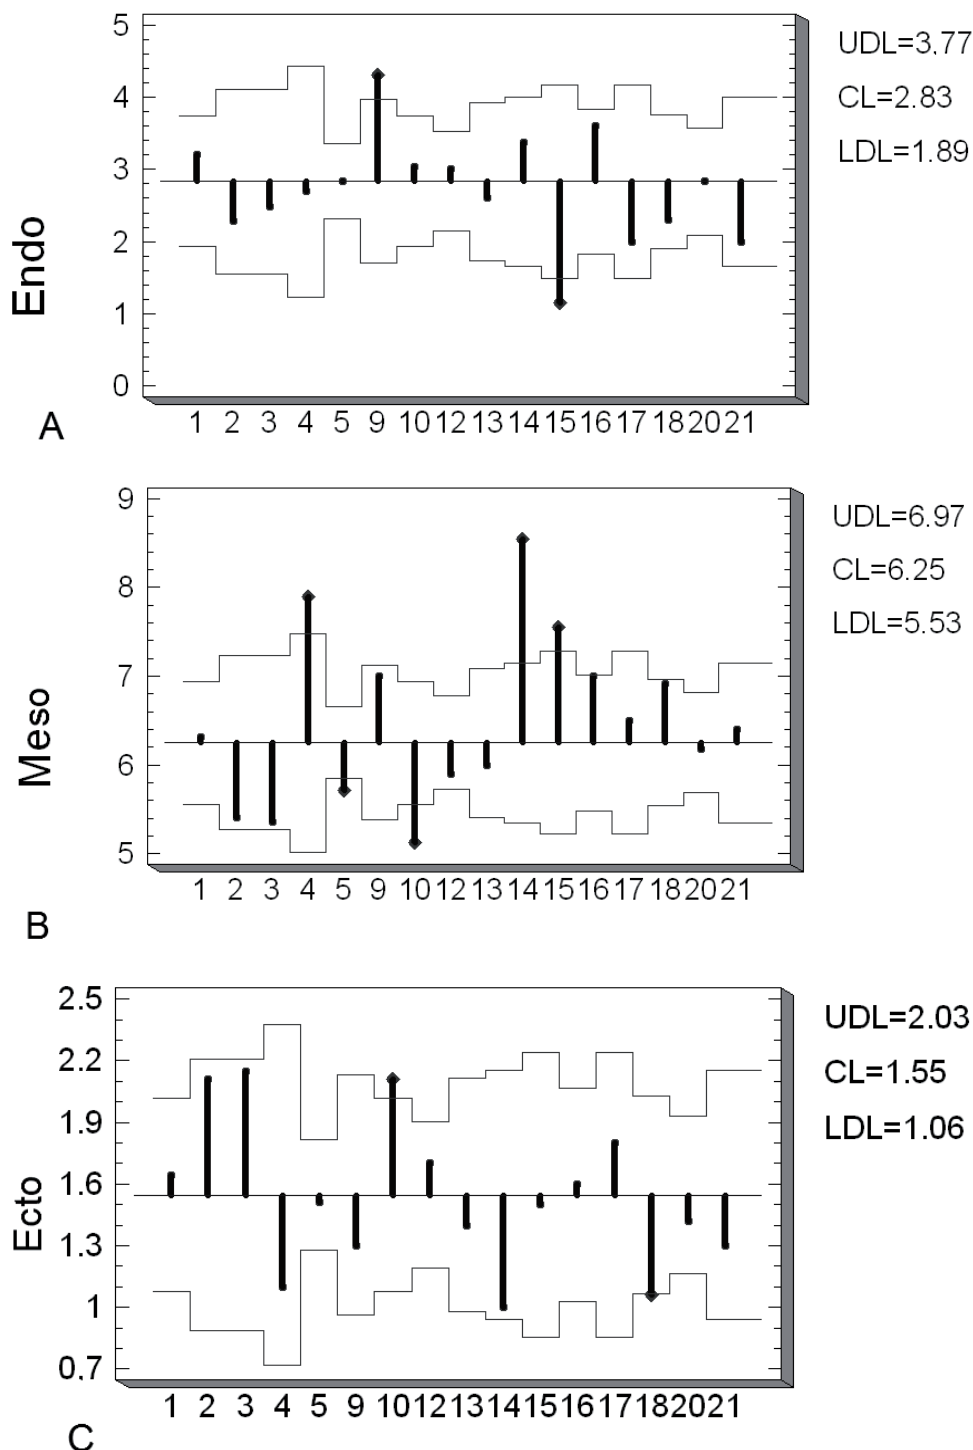 5
4
3
2
1
0
Endo
UDL=3.77
CL=2.83
LDL=1.89
1 2 3 4 5 9 10 12 13 14 15 16 17 18 20 21
A
9
8
7
6
5
Meso
UDL=6.97
CL=6.25
LDL=5.53
1 2 3 4 5 9 10 12 13 14 15 16 17 18 20 21
B
2.5
2.2
1.9
1.6
1.3
1
0.7
Ecto
UDL=2.03
CL=1.55
LDL=1.06
1 2 3 4 5 9 10 12 13 14 15 16 17 18 20 21
C